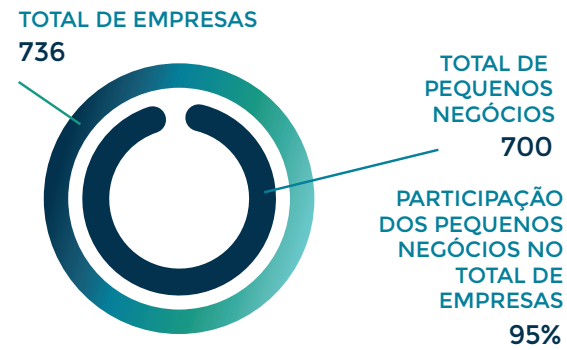 TOTAL DE EMPRESAS
736
TOTAL DE
PEQUENOS
NEGÓCIOS
700
PARTICIPAÇÃO
DOS PEQUENOS
NEGÓCIOS NO
TOTAL DE
EMPRESAS
95%